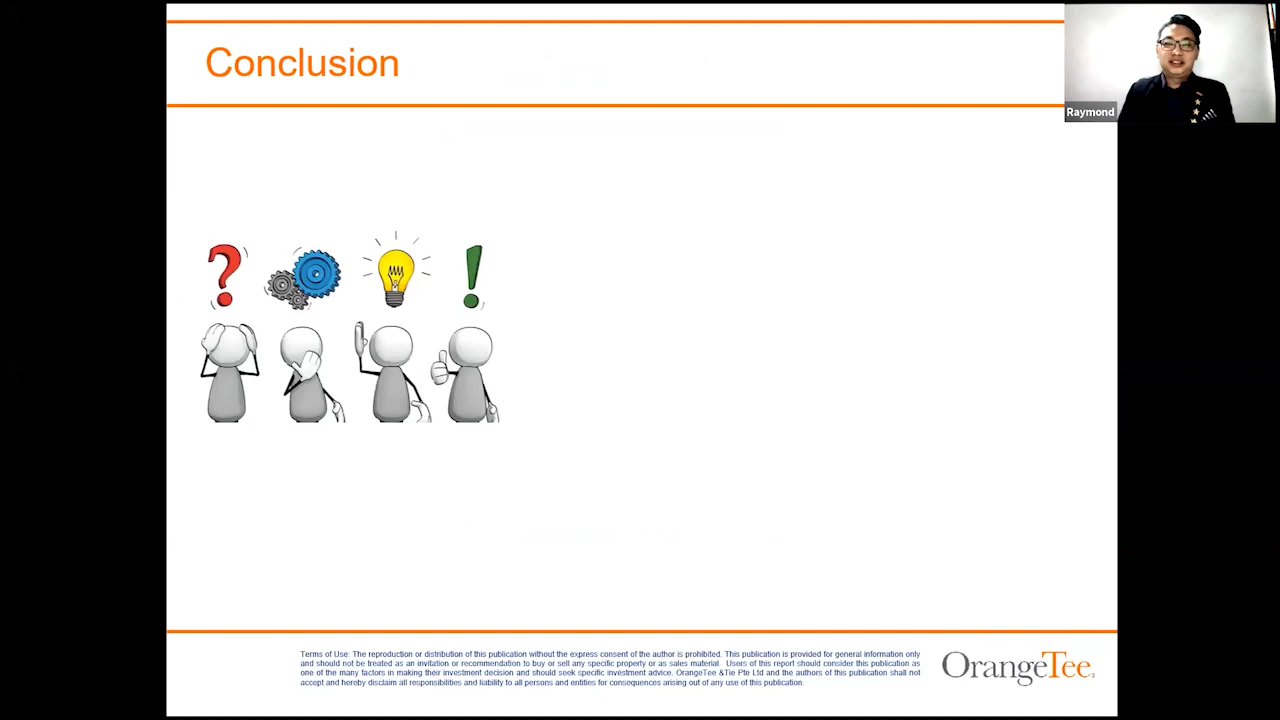 Conclusion
Raymond
?
!
Terms of Use: The reproduction or distribution of this publication without the express consent of the author is prohibited. This publication is provided for general information only
and should not be treated as an invitation or recommendation to buy or sell any specific property or as sales material. Users of this report should consider this publication as
one of the many factors in making their investment decision and should seek specific investment advice. OrangeTee &Tie Pte Ltd and the authors of this publication shall not
accept and hereby disclaim all responsibilities and liability to all persons and entities for consequences arising out of any use of this publication.
OrangeTee